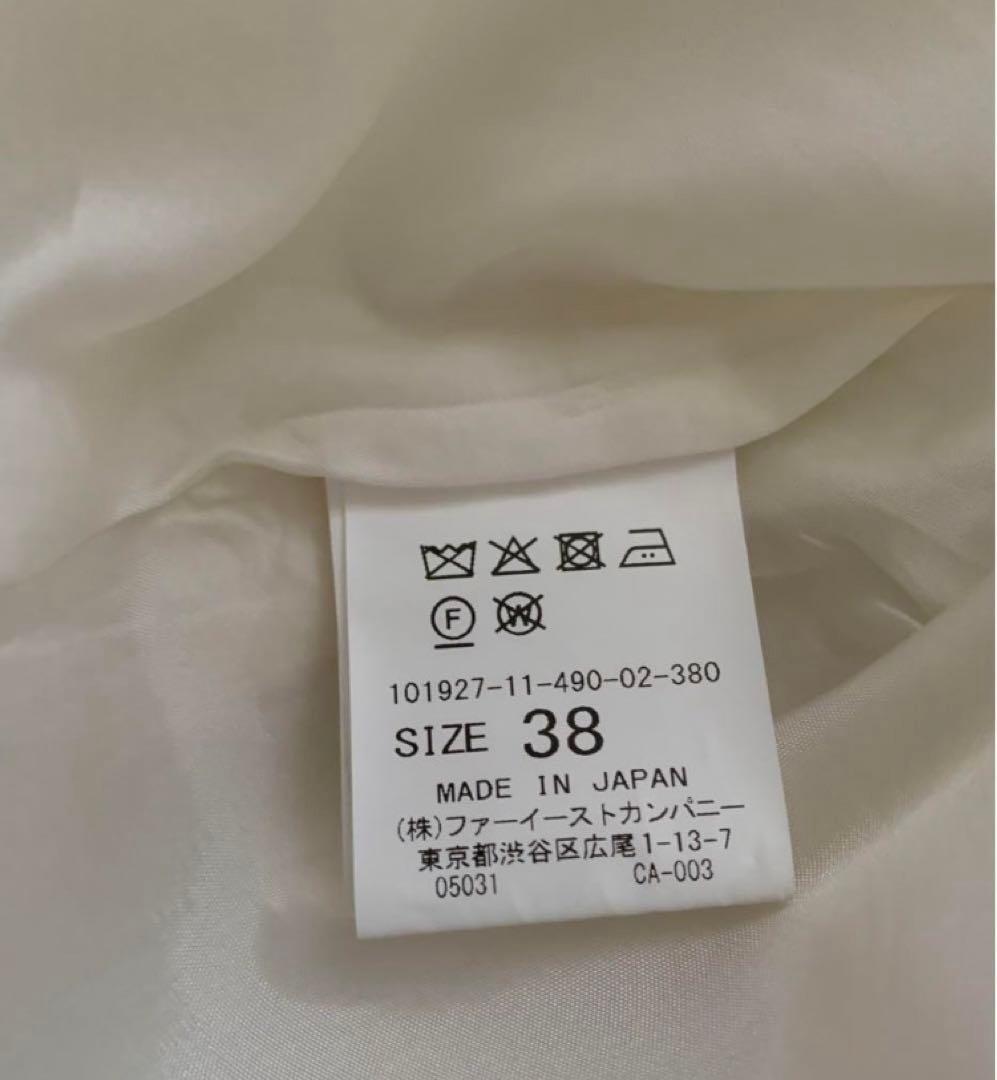 F W
101927-11-490-02-380
SIZE 38
MADE IN JAPAN
(株)ファーイーストカンパニー
東京都渋谷区広尾1-13-7
05031 CA-003